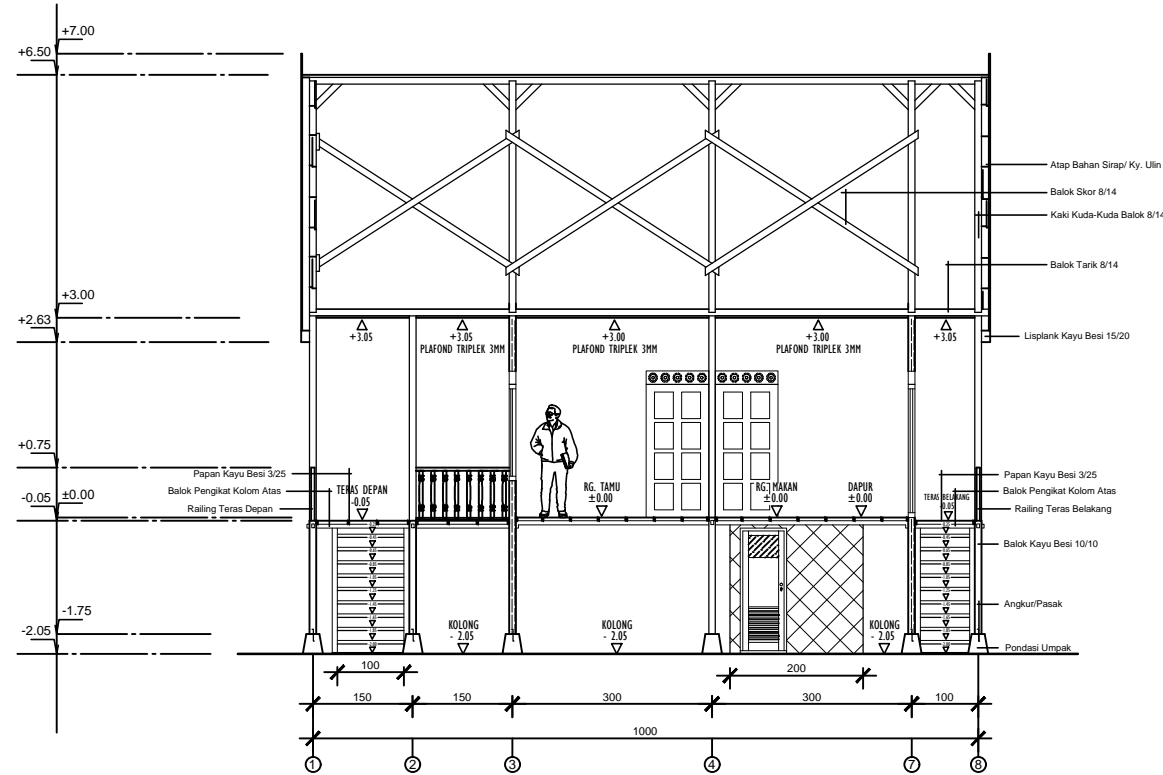 +7.00
+6.50
+3.00
+2.63
+0.75
-0.05 ±0.00
-1.75
-2.05
Atap Bahan Sirap/ Ky. Ulin
Balok Skor 8/14
Kaki Kuda-Kuda Balok 8/14
Balok Tarik 8/14
Lisplank Kayu Besi 15/20
+3.05 +3.05 +3.00 +3.00 +3.05
PLAFOND TRIPLEK 3MM PLAFOND TRIPLEK 3MM PLAFOND TRIPLEK 3MM
Papan Kayu Besi 3/25
Balok Pengikat Kolom Atas
Railing Teras Depan
TERAS DEPAN
-0.05
RG. TAMU
±0.00
RG. MAKAN
±0.00
DAPUR
±0.00
TERAS BELAKANG
-0.05
Papan Kayu Besi 3/25
Balok Pengikat Kolom Atas
Railing Teras Belakang
Balok Kayu Besi 10/10
Angkur/Pasak
Pondasi Umpak
KOLONG
- 2.05
KOLONG
- 2.05
KOLONG
- 2.05
100 200
150 150 300 300 100
1000
1 2 3 4 7 8